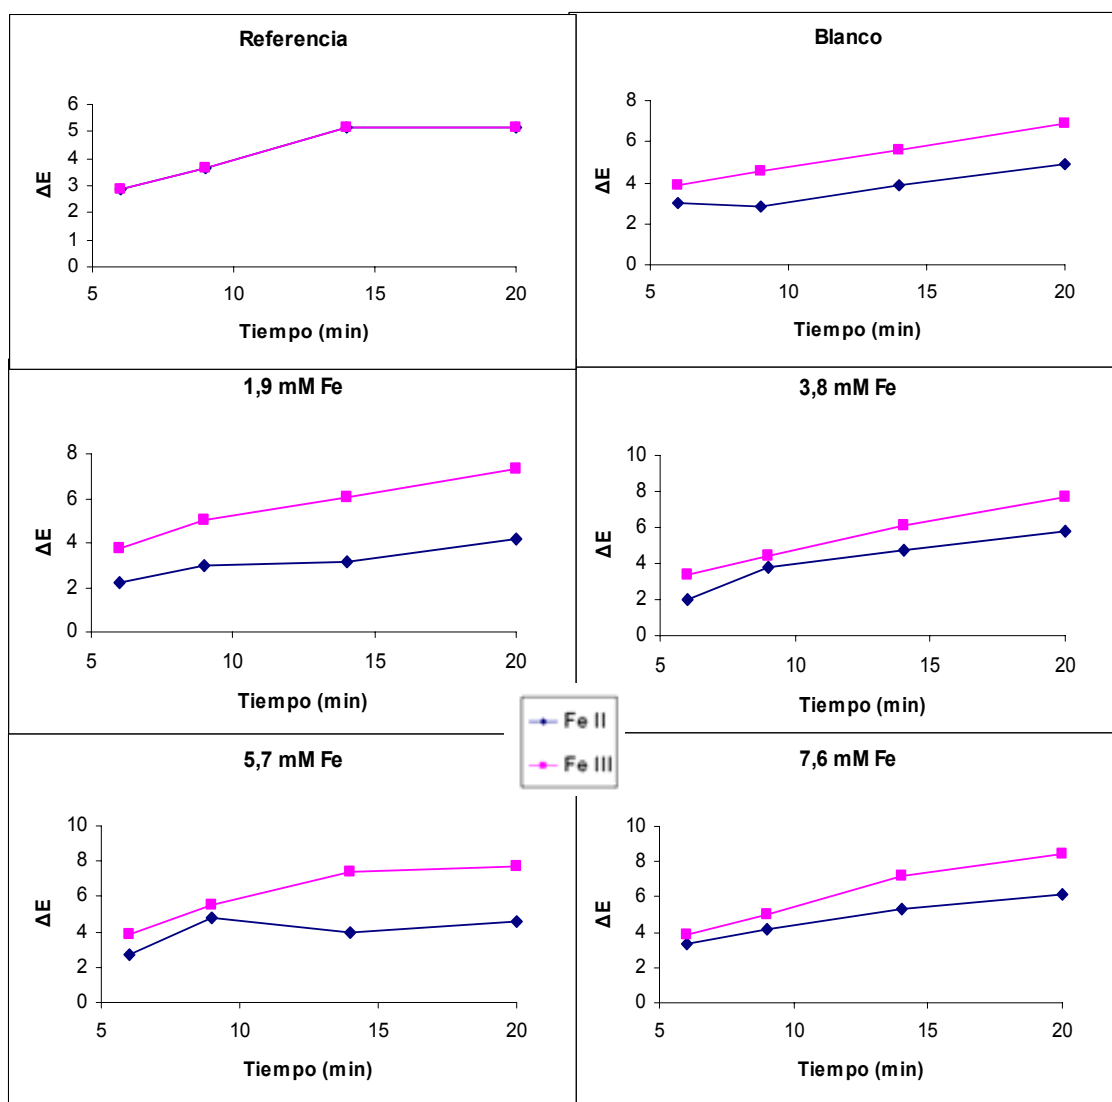 Referencia
6
5
4
3
2
1
0
ΔE
5 10 15 20
Tiempo (min)
Blanco
8
6
4
2
0
ΔE
5 10 15 20
Tiempo (min)
1,9 mM Fe
8
6
4
2
0
ΔE
5 10 15 20
Tiempo (min)
3,8 mM Fe
10
8
6
4
2
0
ΔE
5 10 15 20
Tiempo (min)
Fe II
Fe III
5,7 mM Fe
10
8
6
4
2
0
ΔE
5 10 15 20
Tiempo (min)
7,6 mM Fe
10
8
6
4
2
0
ΔE
5 10 15 20
Tiempo (min)